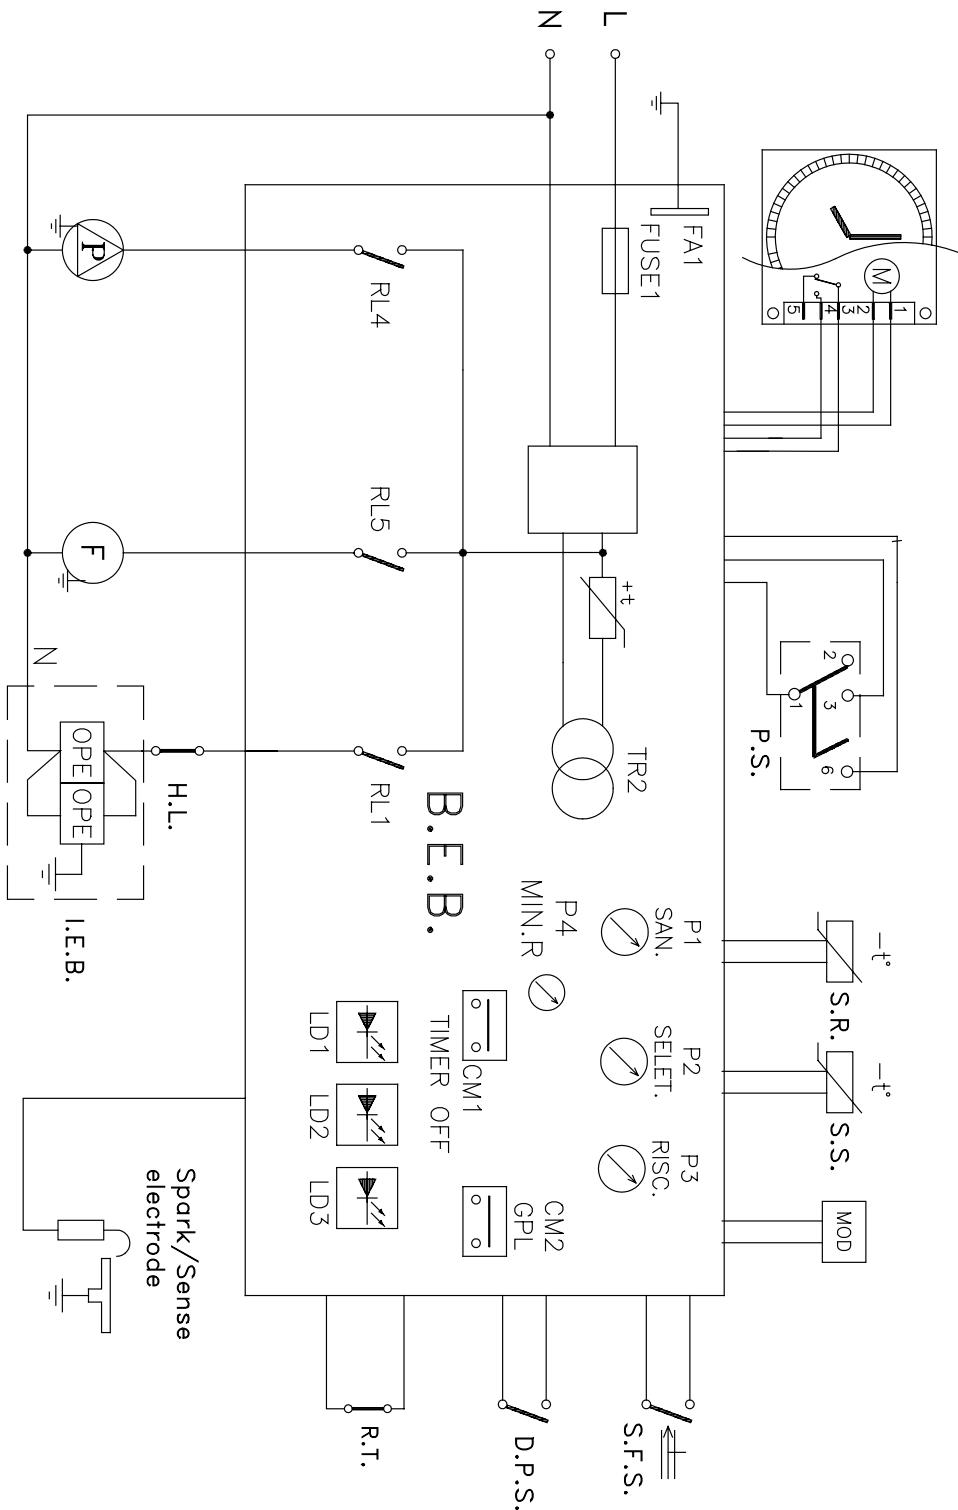 N
L
FA1
FUSE1
M
1
2
3
4
5
P
RL4
RL5
F
+t
N
TR2
P.S.
1
2
3
6
OPE
OPE
H.L.
I.E.B.
RL1
B.E.B.
P4
MIN.R
P1
SAN.
P2
SELET.
P3
RISC.
-t°
S.R.
-t°
S.S.
MOD
CM1
TIMER OFF
CM2
GPL
LD1
LD2
LD3
Spark/Sense
electrode
R.T.
D.P.S.
S.F.S.